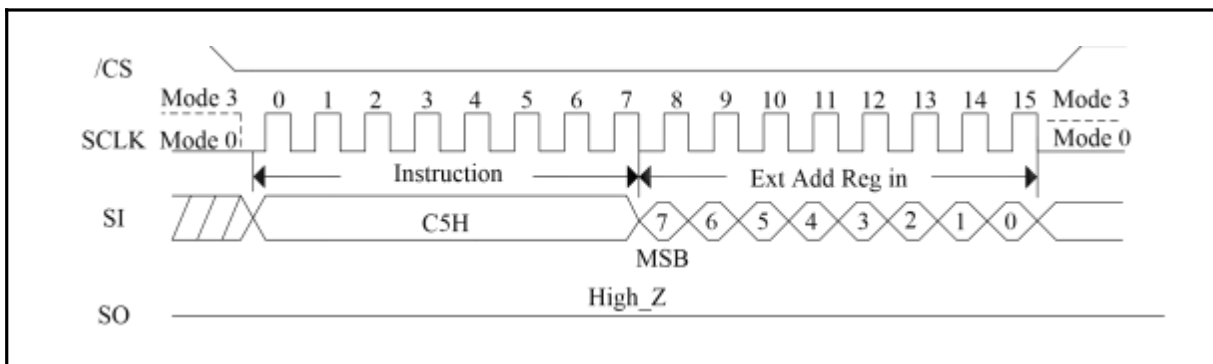 /CS
Mode 3 0 1 2 3 4 5 6 7 8 9 10 11 12 13 14 15 Mode 3
SCLK Mode 0 Mode 0
Instruction Ext Add Reg in
SI C5H 7 6 5 4 3 2 1 0
MSB
High_Z
SO